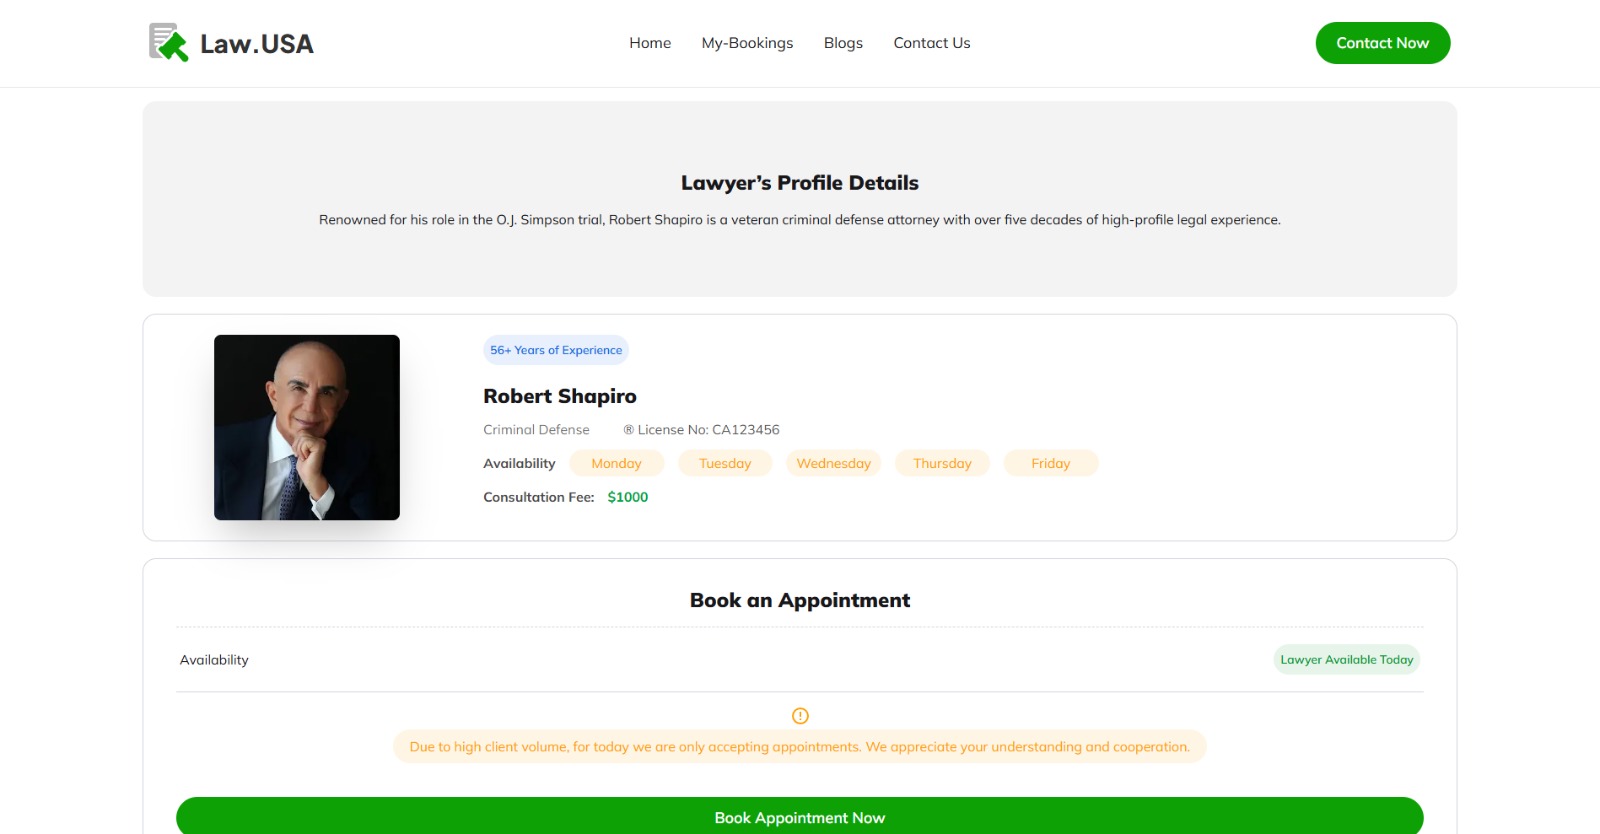 Law.USA
Home My-Bookings Blogs Contact Us
Contact Now
Lawyer’s Profile Details
Renowned for his role in the O.J. Simpson trial, Robert Shapiro is a veteran criminal defense attorney with over five decades of high-profile legal experience.
56+ Years of Experience
Robert Shapiro
Criminal Defense ® License No: CA123456
Availability Monday Tuesday Wednesday Thursday Friday
Consultation Fee: $1000
Book an Appointment
Availability Lawyer Available Today
Due to high client volume, for today we are only accepting appointments. We appreciate your understanding and cooperation.
Book Appointment Now